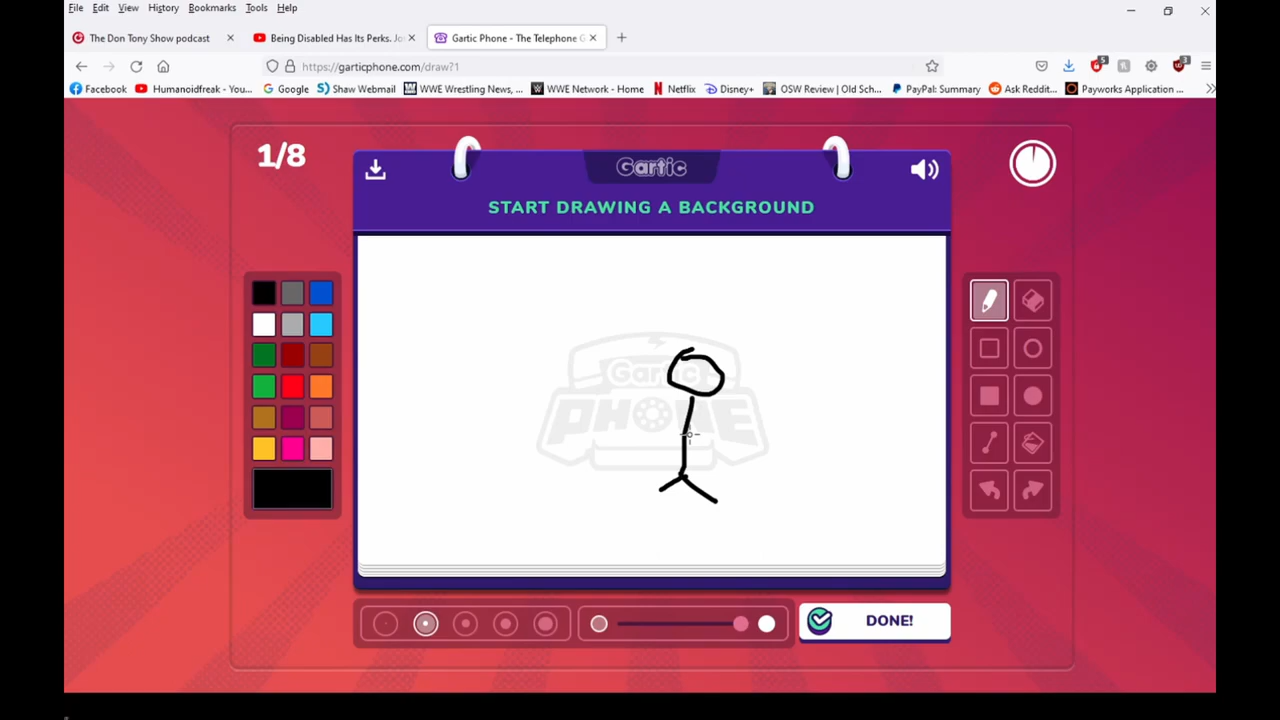 File Edit View History Bookmarks Tools Help
The Don Tony Show podcast
Being Disabled Has Its Perks. Jo
Gartic Phone - The Telephone G
https://garticphone.com/draw?1
Facebook
Humanoidfreak - You...
Google
Shaw Webmail
WWE Wrestling News, ...
WWE Network - Home
Netflix
Disney+
OSW Review | Old Sch...
PayPal: Summary
Ask Reddit...
Payworks Application ...
1/8
Gartic
START DRAWING A BACKGROUND
Gartic
PHONE
DONE!